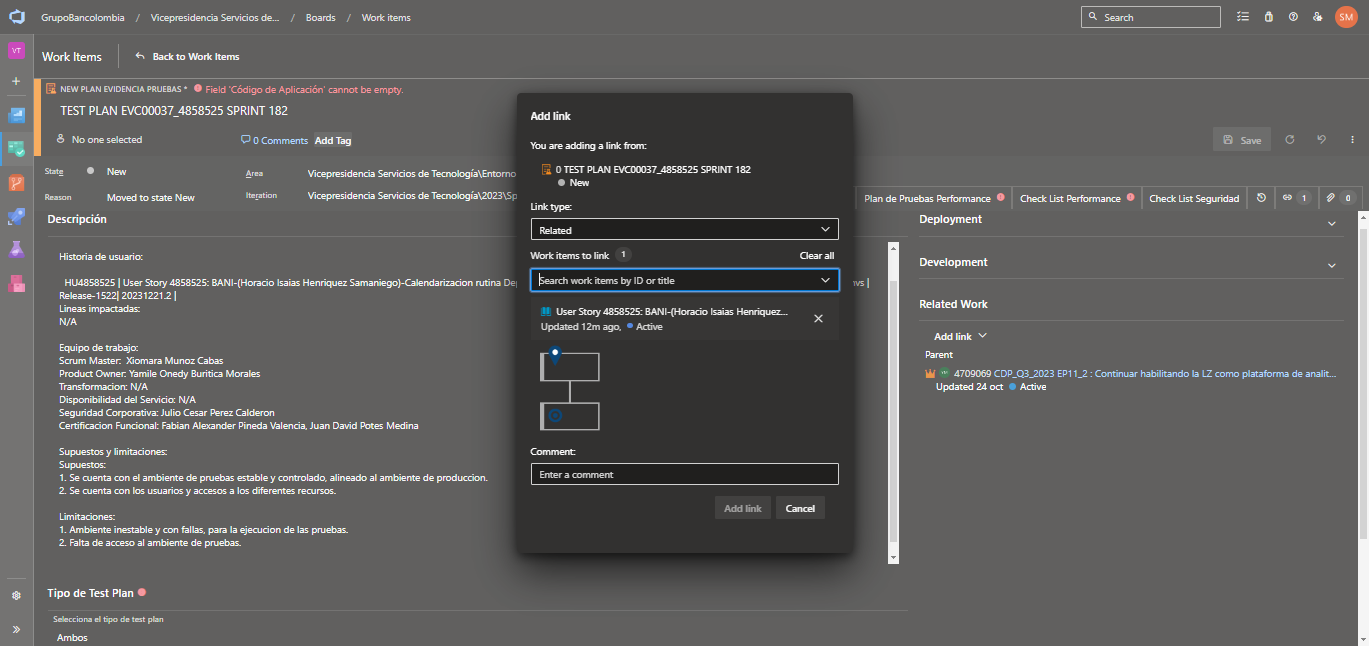 GrupoBancolombia / Vicepresidencia Servicios de... / Boards / Work items
Search
SM
VT
Work Items
Back to Work Items
NEW PLAN EVIDENCIA PRUEBAS * Field 'Código de Aplicación' cannot be empty.
TEST PLAN EVC00037_4858525 SPRINT 182
No one selected
0 Comments
Add Tag
Save
State
New
Area
Vicepresidencia Servicios de Tecnología\Entorno
Reason
Moved to state New
Iteration
Vicepresidencia Servicios de Tecnología\2023\Sp
Plan de Pruebas Performance
Check List Performance
Check List Seguridad
1
0
Descripción
Historia de usuario:
HU4858525 | User Story 4858525: BANI-(Horacio Isaias Henriquez Samaniego)-Calendarizacion rutina De
nvs |
Release-1522| 20231221.2 |
Lineas impactadas:
N/A
Equipo de trabajo:
Scrum Master: Xiomara Munoz Cabas
Product Owner: Yamile Onedy Buritica Morales
Transformacion: N/A
Disponibilidad del Servicio: N/A
Seguridad Corporativa: Julio Cesar Perez Calderon
Certificacion Funcional: Fabian Alexander Pineda Valencia, Juan David Potes Medina
Supuestos y limitaciones:
Supuestos:
1. Se cuenta con el ambiente de pruebas estable y controlado, alineado al ambiente de produccion.
2. Se cuenta con los usuarios y accesos a los diferentes recursos.
Limitaciones:
1. Ambiente inestable y con fallas, para la ejecucion de las pruebas.
2. Falta de acceso al ambiente de pruebas.
Tipo de Test Plan
Selecciona el tipo de test plan
Ambos
Add link
You are adding a link from:
0 TEST PLAN EVC00037_4858525 SPRINT 182
New
Link type:
Related
Work items to link 1
Clear all
Search work items by ID or title
User Story 4858525: BANI-(Horacio Isaias Henriquez...
Updated 12m ago, Active
Comment:
Enter a comment
Add link
Cancel
Deployment
Development
Related Work
Add link
Parent
4709069 CDP_Q3_2023 EP11_2 : Continuar habilitando la LZ como plataforma de analit...
Updated 24 oct Active